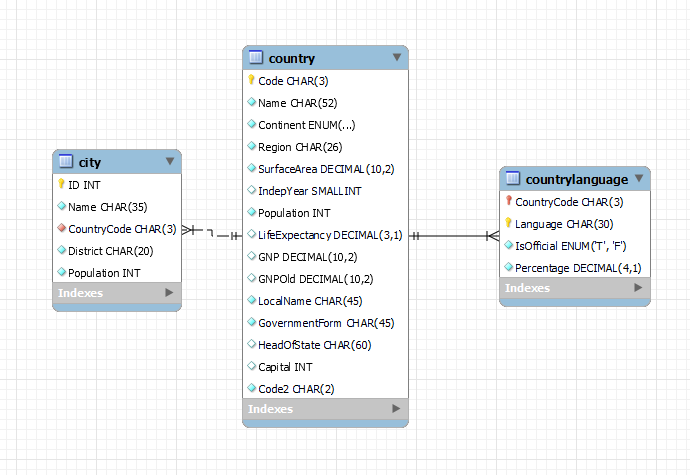 city
ID INT
Name CHAR(35)
CountryCode CHAR(3)
District CHAR(20)
Population INT
Indexes
country
Code CHAR(3)
Name CHAR(52)
Continent ENUM(...)
Region CHAR(26)
SurfaceArea DECIMAL(10,2)
IndepYear SMALLINT
Population INT
LifeExpectancy DECIMAL(3,1)
GNP DECIMAL(10,2)
GNPOld DECIMAL(10,2)
LocalName CHAR(45)
GovernmentForm CHAR(45)
HeadOfState CHAR(60)
Capital INT
Code2 CHAR(2)
Indexes
countrylanguage
CountryCode CHAR(3)
Language CHAR(30)
IsOfficial ENUM('T', 'F')
Percentage DECIMAL(4,1)
Indexes